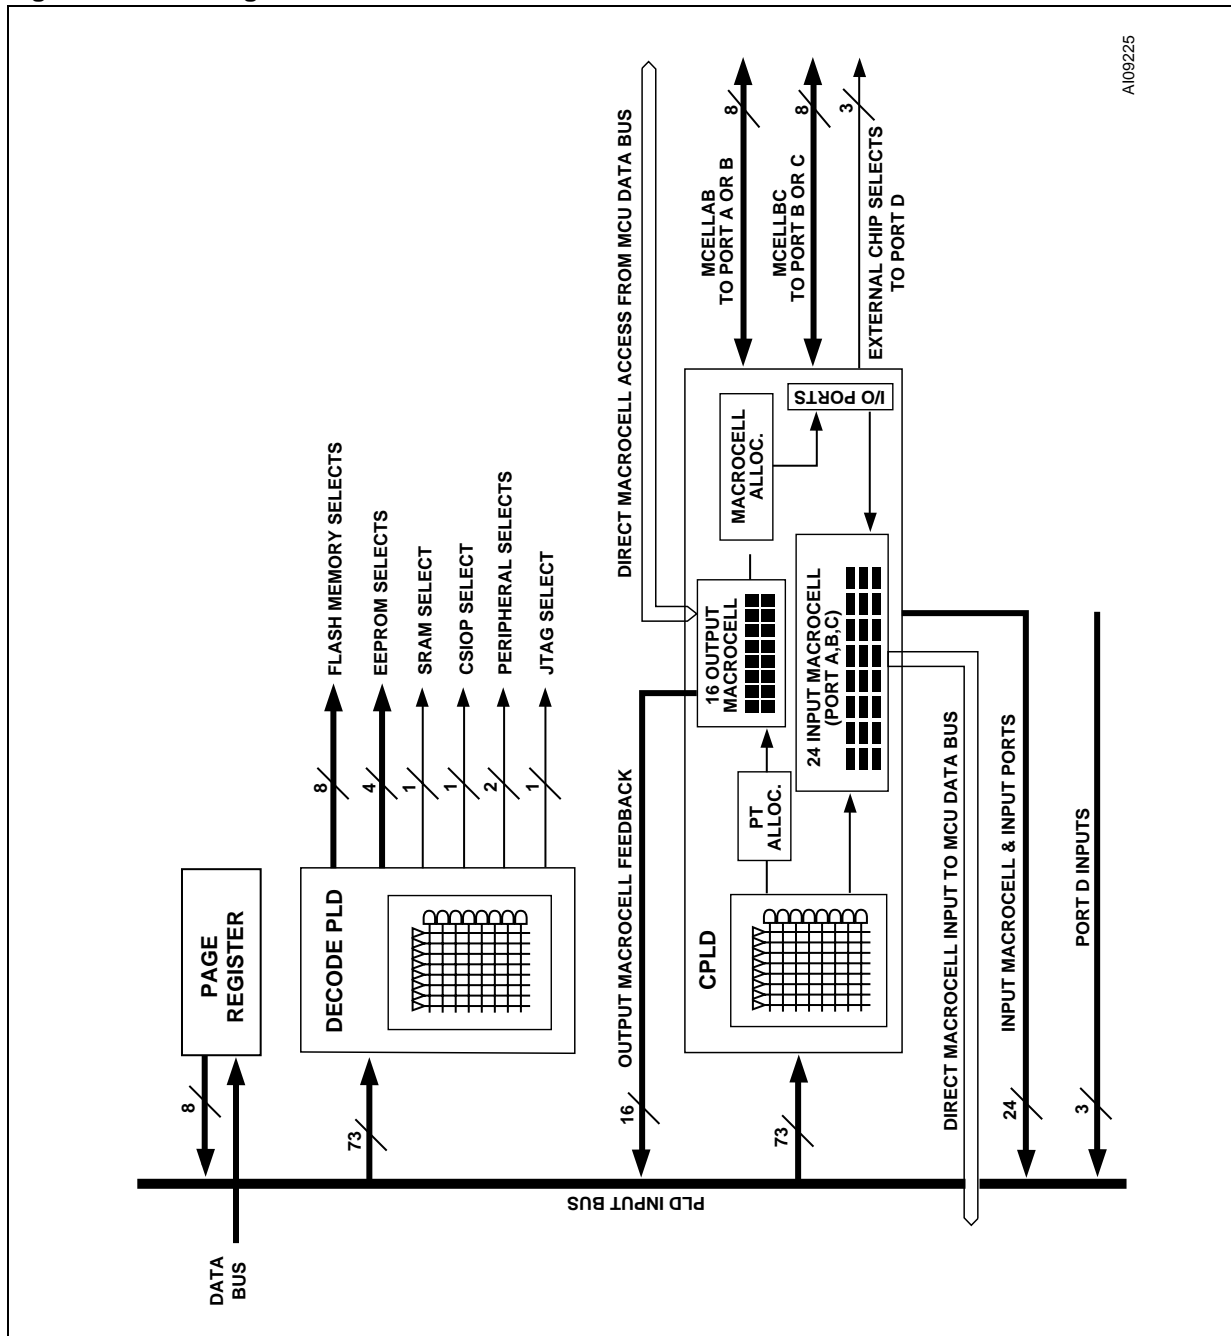 AI09225
DATA
BUS
8
PAGE
REGISTER
73
DECODE PLD
8
FLASH MEMORY SELECTS
4
EEPROM SELECTS
1
SRAM SELECT
1
CSIOP SELECT
2
PERIPHERAL SELECTS
1
JTAG SELECT
PLD INPUT BUS
16
OUTPUT MACROCELL FEEDBACK
DIRECT MACROCELL ACCESS FROM MCU DATA BUS
73
CPLD
PT
ALLOC.
16 OUTPUT
MACROCELL
MACROCELL
ALLOC.
I/O PORTS
24 INPUT MACROCELL
(PORT A,B,C)
MCELLAB
TO PORT A OR B
8
MCELLBC
TO PORT B OR C
8
EXTERNAL CHIP SELECTS
TO PORT D
3
DIRECT MACROCELL INPUT TO MCU DATA BUS
24
INPUT MACROCELL & INPUT PORTS
3
PORT D INPUTS